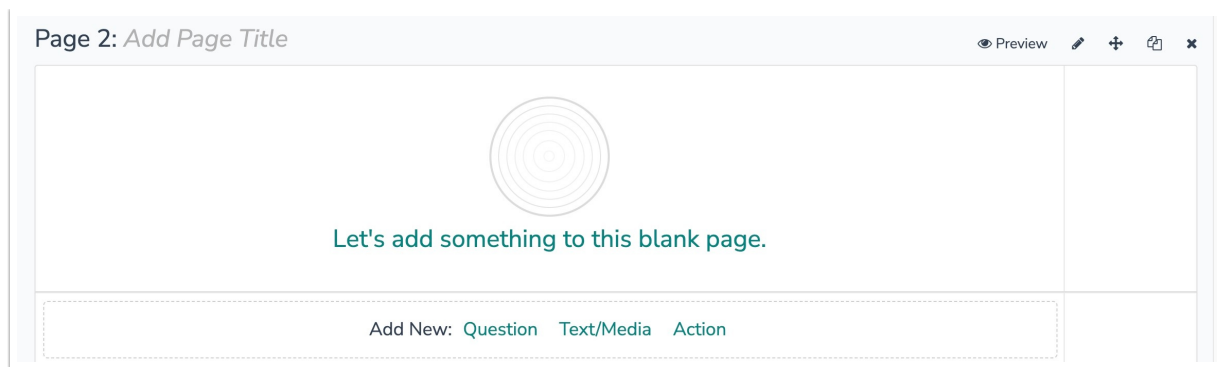 Page 2: Add Page Title
Preview
Let's add something to this blank page.
Add New: Question Text/Media Action